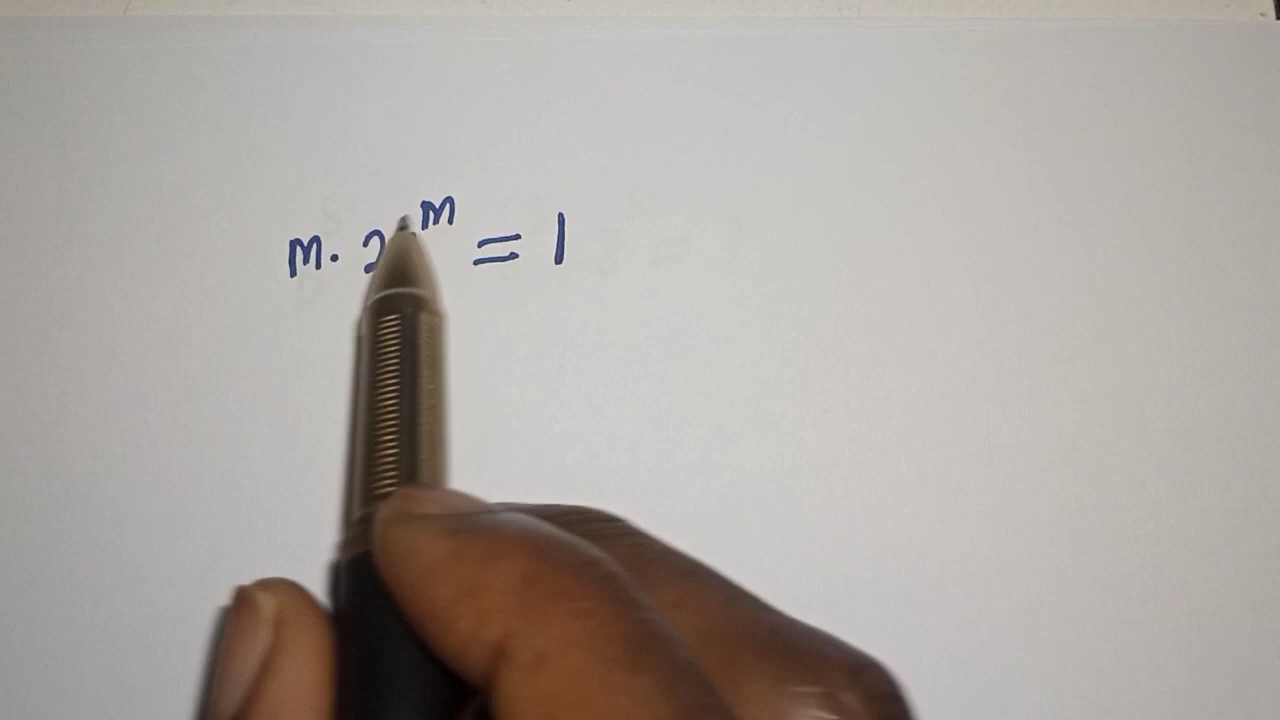 m. 2 ᵐ = 1